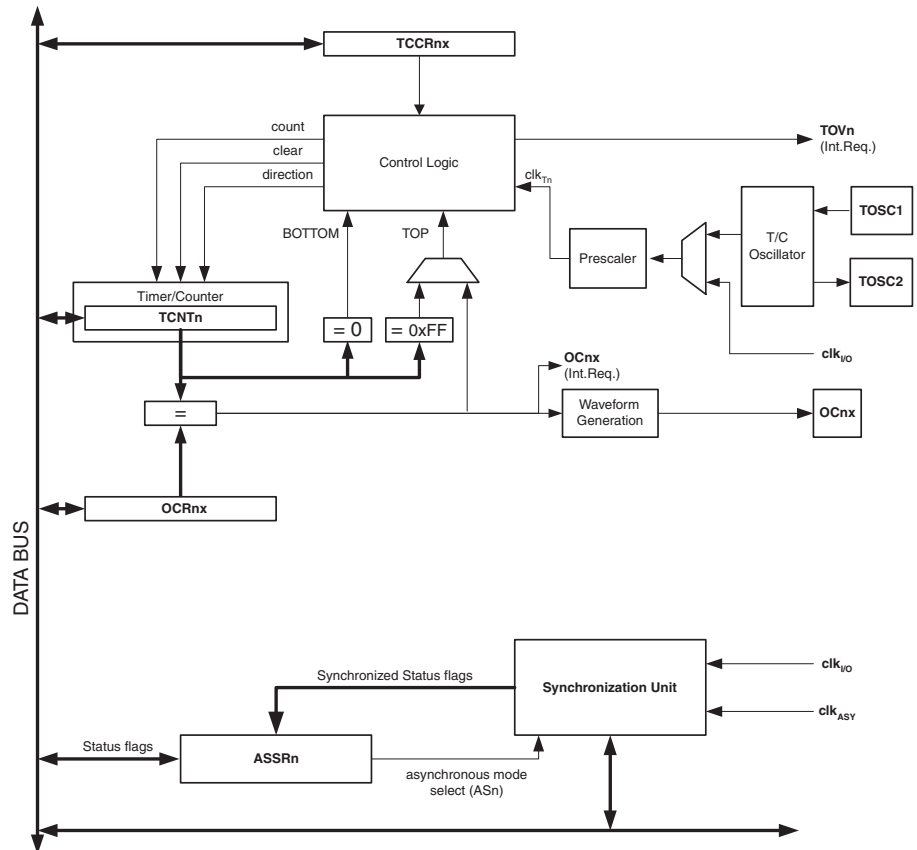 TCCRnx
count
clear
direction
Control Logic
TOVn
(Int.Req.)
clkTn
BOTTOM
TOP
Prescaler
T/C
Oscillator
TOSC1
TOSC2
Timer/Counter
TCNTn
= 0
= 0xFF
clkI/O
OCnx
(Int.Req.)
=
Waveform
Generation
OCnx
OCRnx
DATA BUS
Synchronized Status flags
Synchronization Unit
clkI/O
clkASY
Status flags
ASSRn
asynchronous mode
select (ASn)